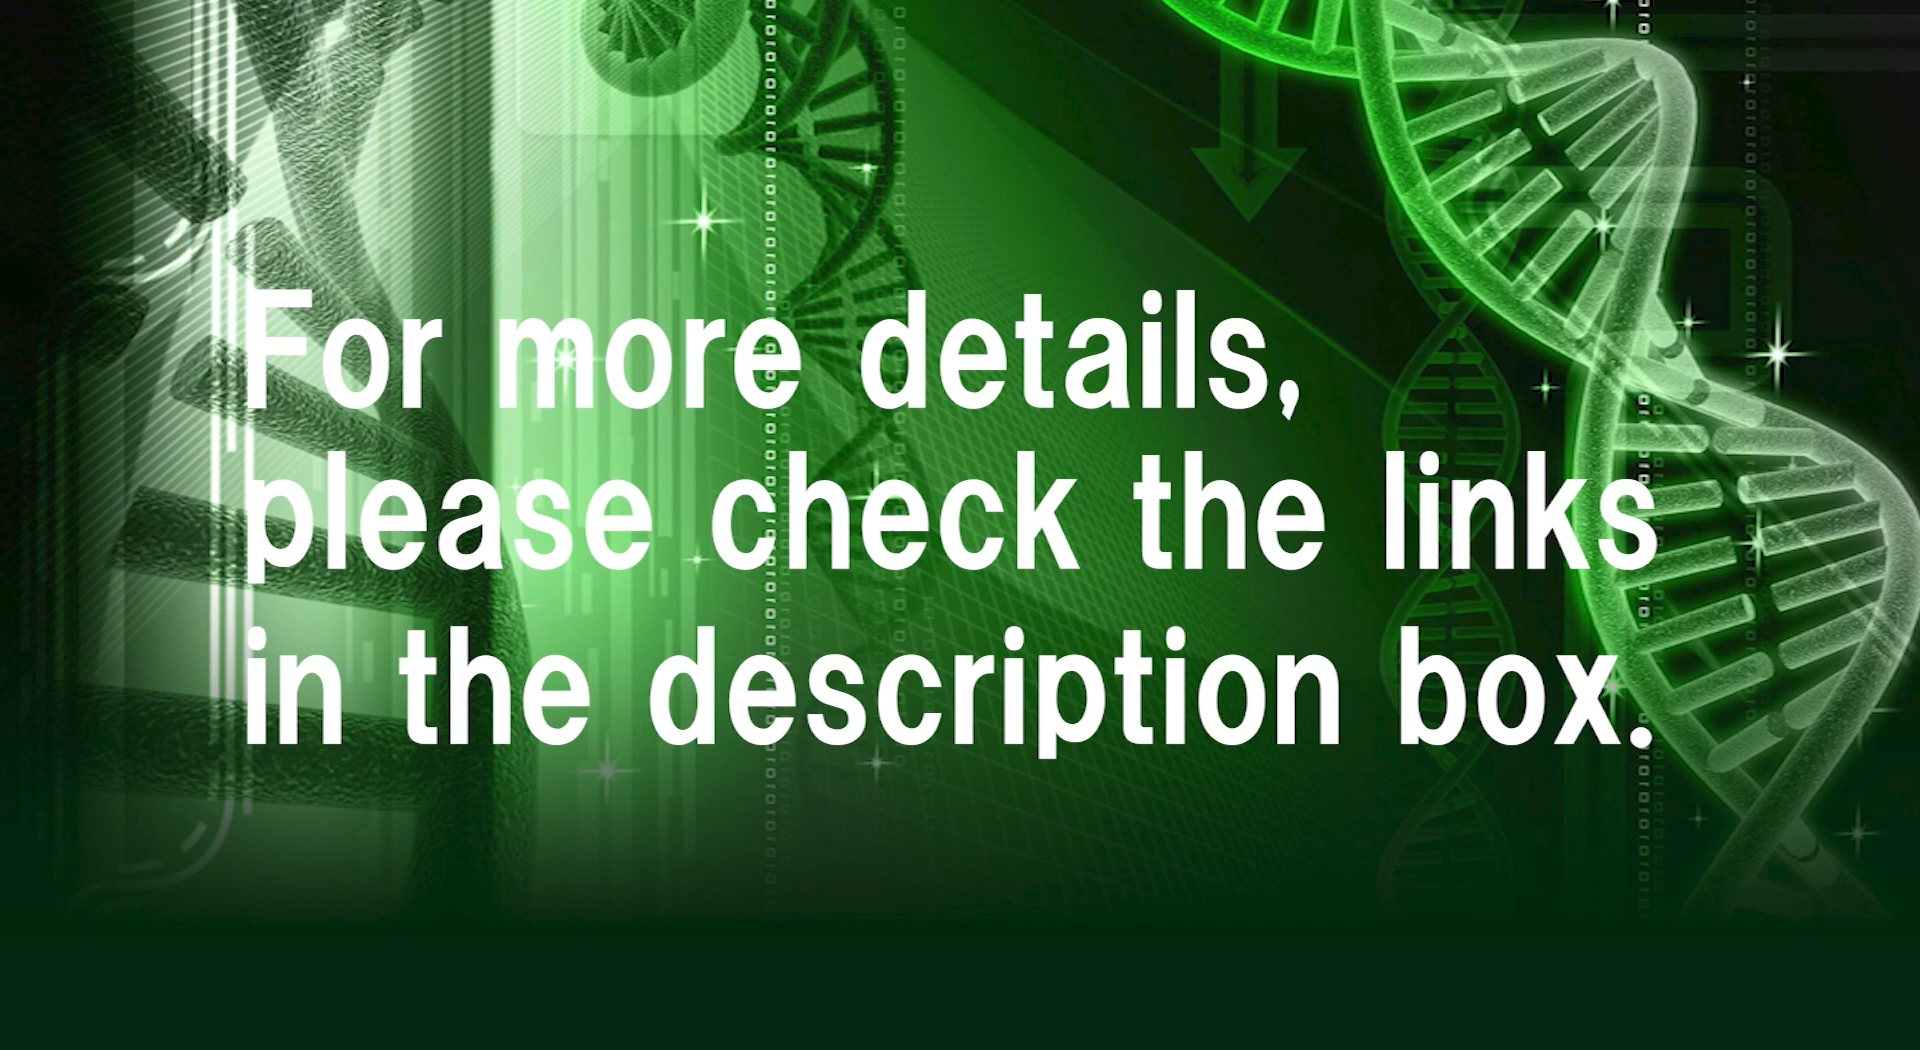 For more details,
please check the links
in the description box.